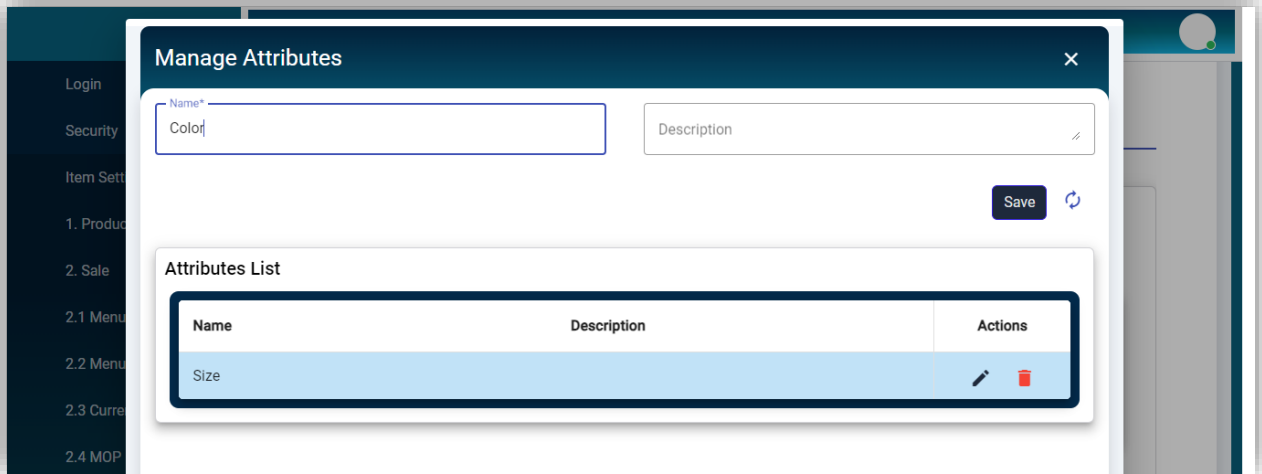 Manage Attributes
Login
Name*
Color
Description
Security
Item Sett
Save
1. Produc
2. Sale
Attributes List
2.1 Menu
Name Description Actions
2.2 Menu
Size
2.3 Curre
2.4 MOP